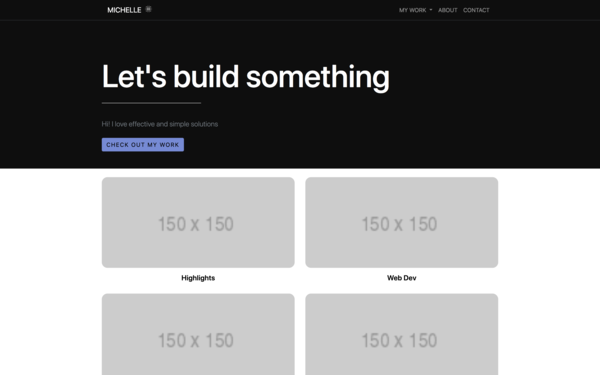 MICHELLE
MY WORK ABOUT CONTACT
Let's build something
Hi! I love effective and simple solutions
CHECK OUT MY WORK
150 x 150 150 x 150
Highlights Web Dev
150 x 150 150 x 150